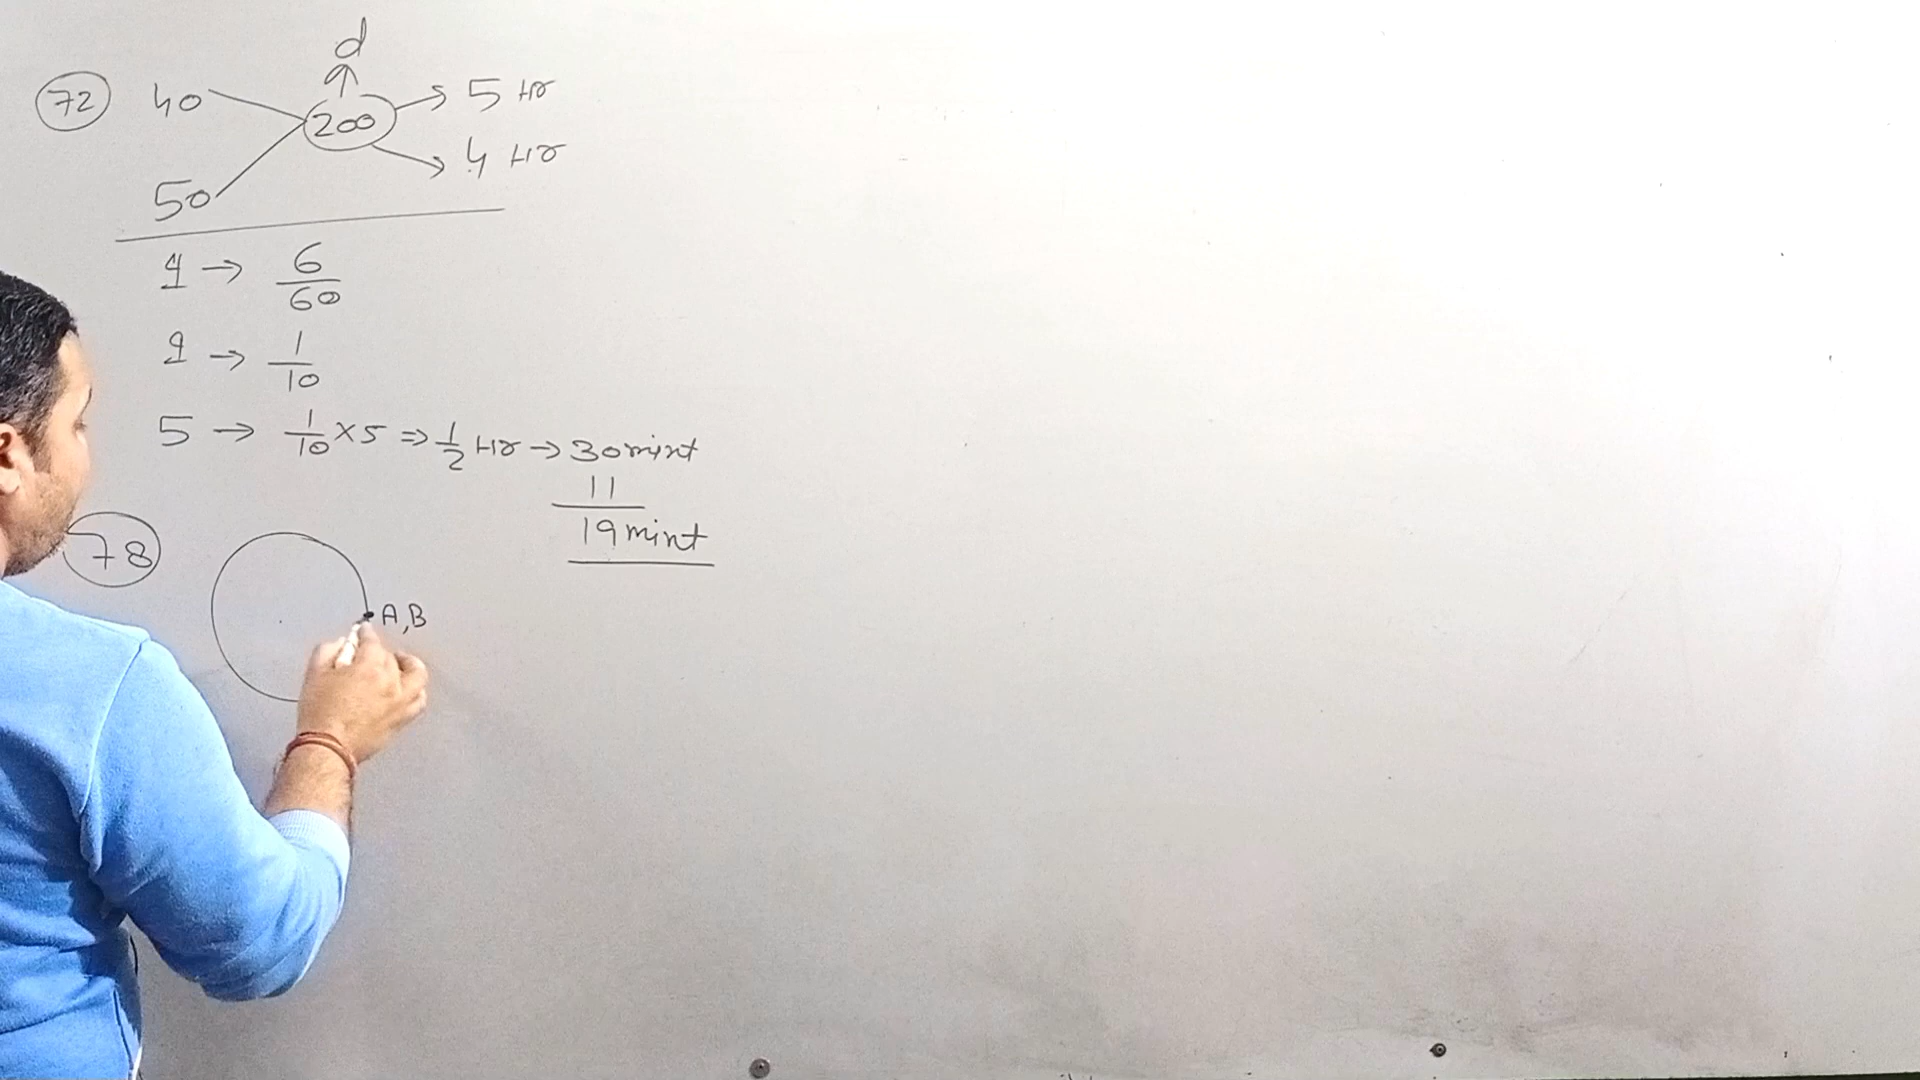 d
72 40 200 → 5 Hr
→ 4 Hr
50
1 → 6/60
1 → 1/10
5 → 1/10 × 5 ⇒ 1/2 Hr → 30 mint
11
19 mint
78
A,B